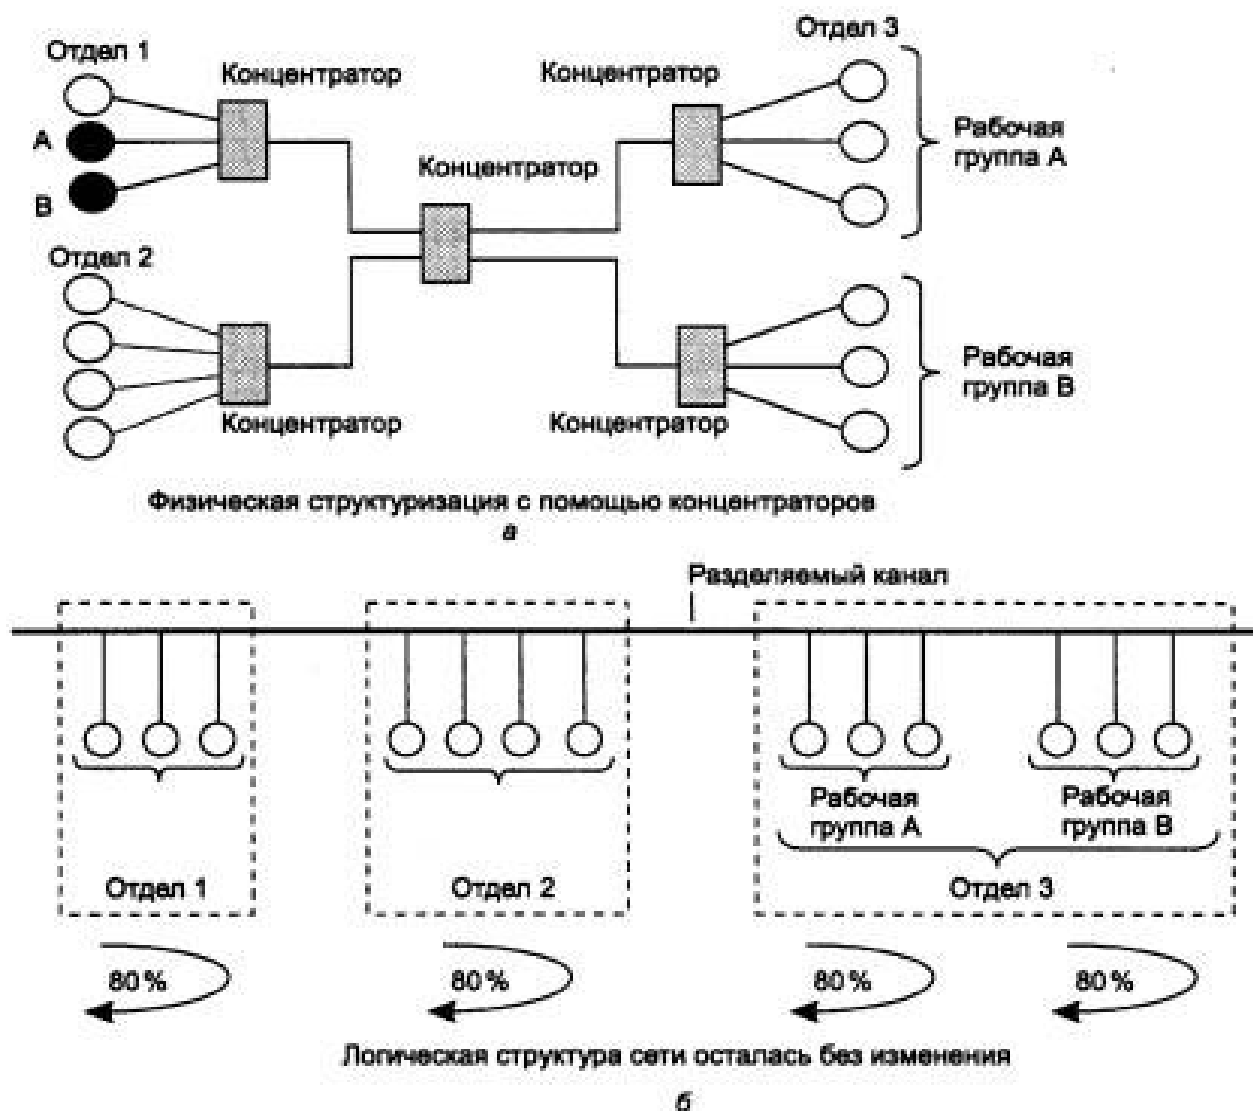 Отдел 1
Отдел 3
Концентратор
Концентратор
А
Рабочая
группа А
Концентратор
В
Отдел 2
Рабочая
группа В
Концентратор
Концентратор
Физическая структуризация с помощью концентраторов
а
Разделяемый канал
Рабочая
группа А
Рабочая
группа В
Отдел 1
Отдел 2
Отдел 3
80 %
80 %
80 %
80 %
Логическая структура сети осталась без изменения
б